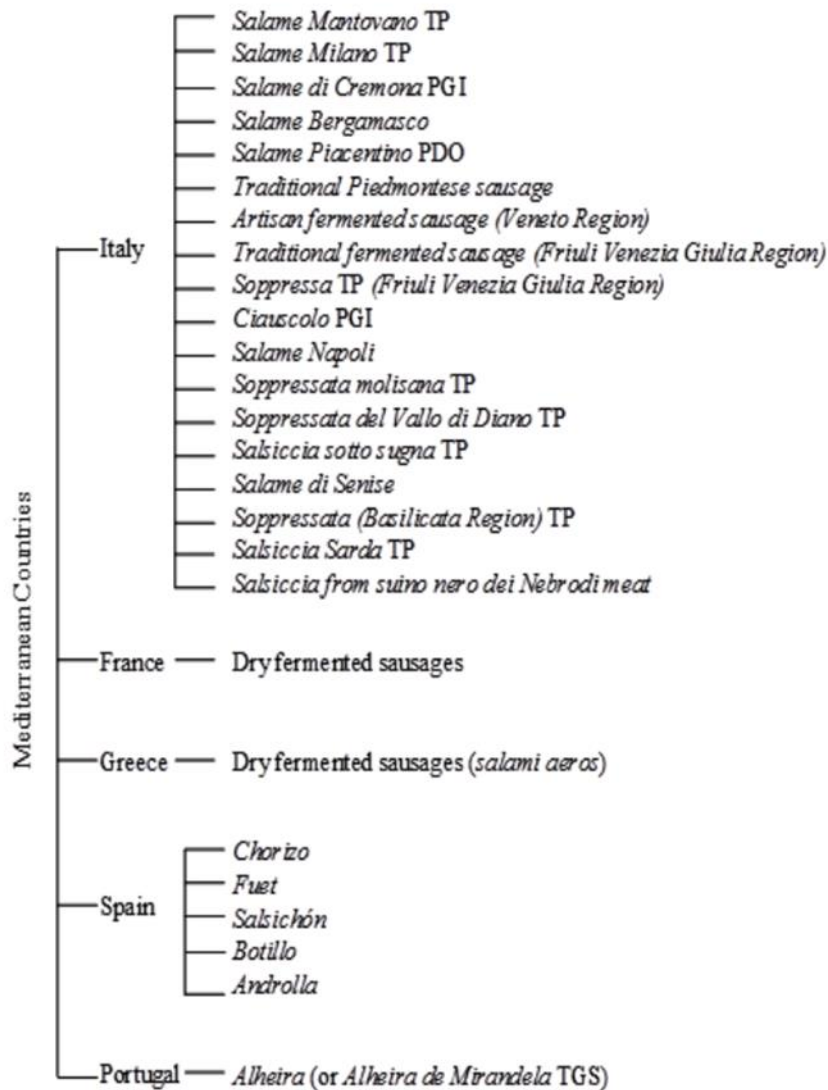 Mediterranean Countries
Italy
Salame Mantovano TP
Salame Milano TP
Salame di Cremona PGI
Salame Bergamasco
Salame Piacentino PDO
Traditional Piedmontese sausage
Artisan fermented sausage (Veneto Region)
Traditional fermented sausage (Friuli Venezia Giulia Region)
Soppressa TP (Friuli Venezia Giulia Region)
Ciauscolo PGI
Salame Napoli
Soppressata molisana TP
Soppressata del Vallo di Diano TP
Salsiccia sotto sugna TP
Salame di Senise
Soppressata (Basilicata Region) TP
Salsiccia Sarda TP
Salsiccia from suino nero dei Nebrodi meat
France
Dry fermented sausages
Greece
Dry fermented sausages (salami aeros)
Spain
Chorizo
Fuet
Salsichón
Botillo
Androlla
Portugal
Alheira (or Alheira de Mirandela TGS)